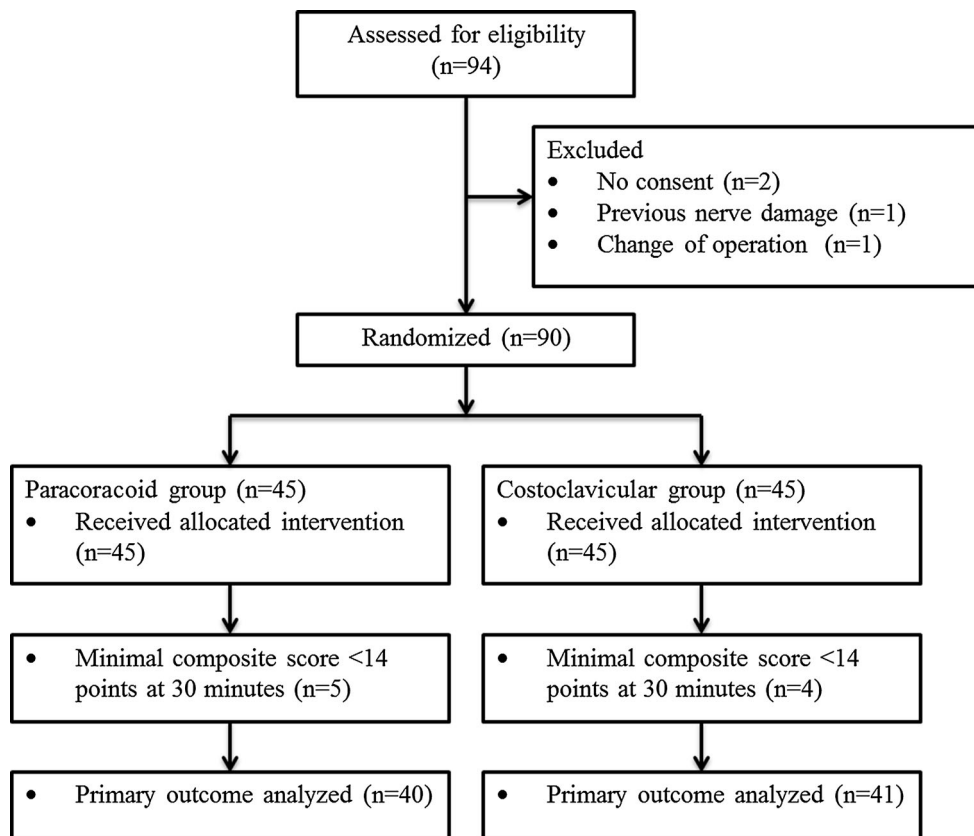 Assessed for eligibility
(n=94)
Excluded
• No consent (n=2)
• Previous nerve damage (n=1)
• Change of operation (n=1)
Randomized (n=90)
Paracoracoid group (n=45)
• Received allocated intervention
(n=45)
Costoclavicular group (n=45)
• Received allocated intervention
(n=45)
• Minimal composite score <14
points at 30 minutes (n=5)
• Minimal composite score <14
points at 30 minutes (n=4)
• Primary outcome analyzed (n=40)
• Primary outcome analyzed (n=41)